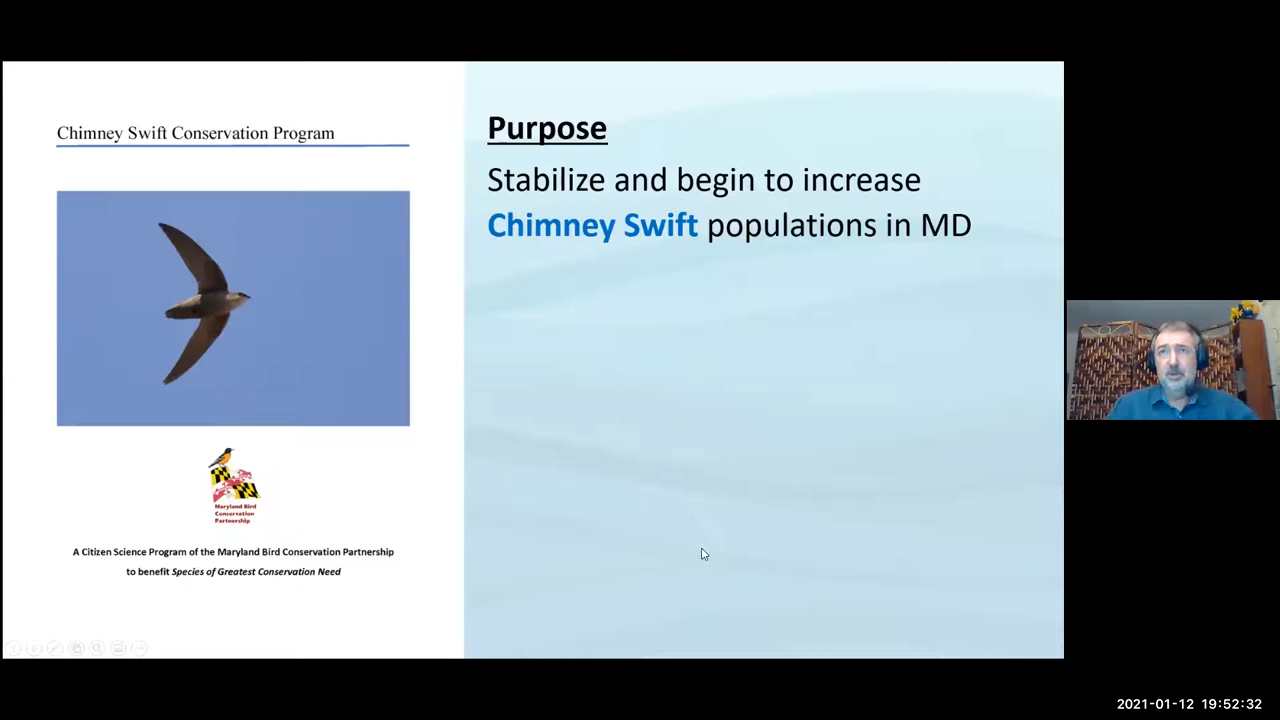 Chimney Swift Conservation Program
Maryland Bird
Conservation
Partnership
A Citizen Science Program of the Maryland Bird Conservation Partnership
to benefit Species of Greatest Conservation Need
Purpose
Stabilize and begin to increase
Chimney Swift populations in MD
2021-01-12 19:52:32